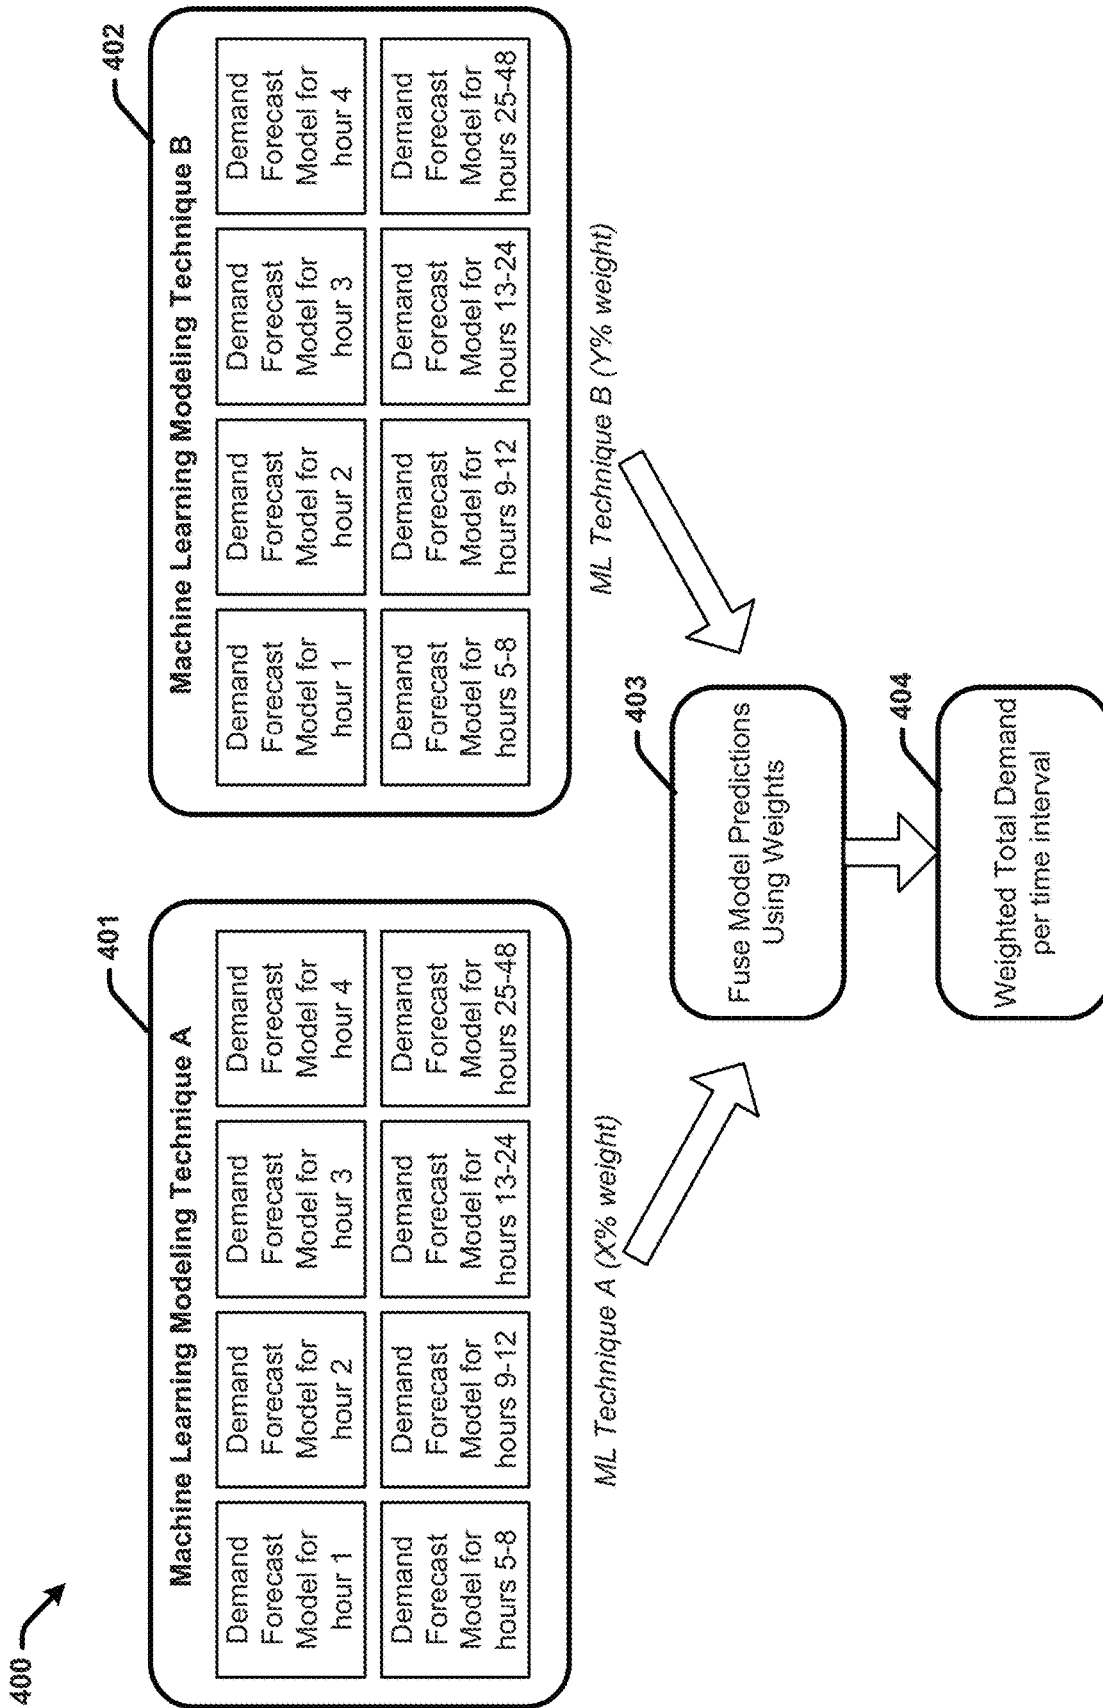 400
401
Machine Learning Modeling Technique A
Demand
Forecast
Model for
hour 1
Demand
Forecast
Model for
hour 2
Demand
Forecast
Model for
hour 3
Demand
Forecast
Model for
hour 4
Demand
Forecast
Model for
hours 5-8
Demand
Forecast
Model for
hours 9-12
Demand
Forecast
Model for
hours 13-24
Demand
Forecast
Model for
hours 25-48
402
Machine Learning Modeling Technique B
Demand
Forecast
Model for
hour 1
Demand
Forecast
Model for
hour 2
Demand
Forecast
Model for
hour 3
Demand
Forecast
Model for
hour 4
Demand
Forecast
Model for
hours 5-8
Demand
Forecast
Model for
hours 9-12
Demand
Forecast
Model for
hours 13-24
Demand
Forecast
Model for
hours 25-48
ML Technique A (X% weight)
ML Technique B (Y% weight)
403
Fuse Model Predictions
Using Weights
404
Weighted Total Demand
per time interval